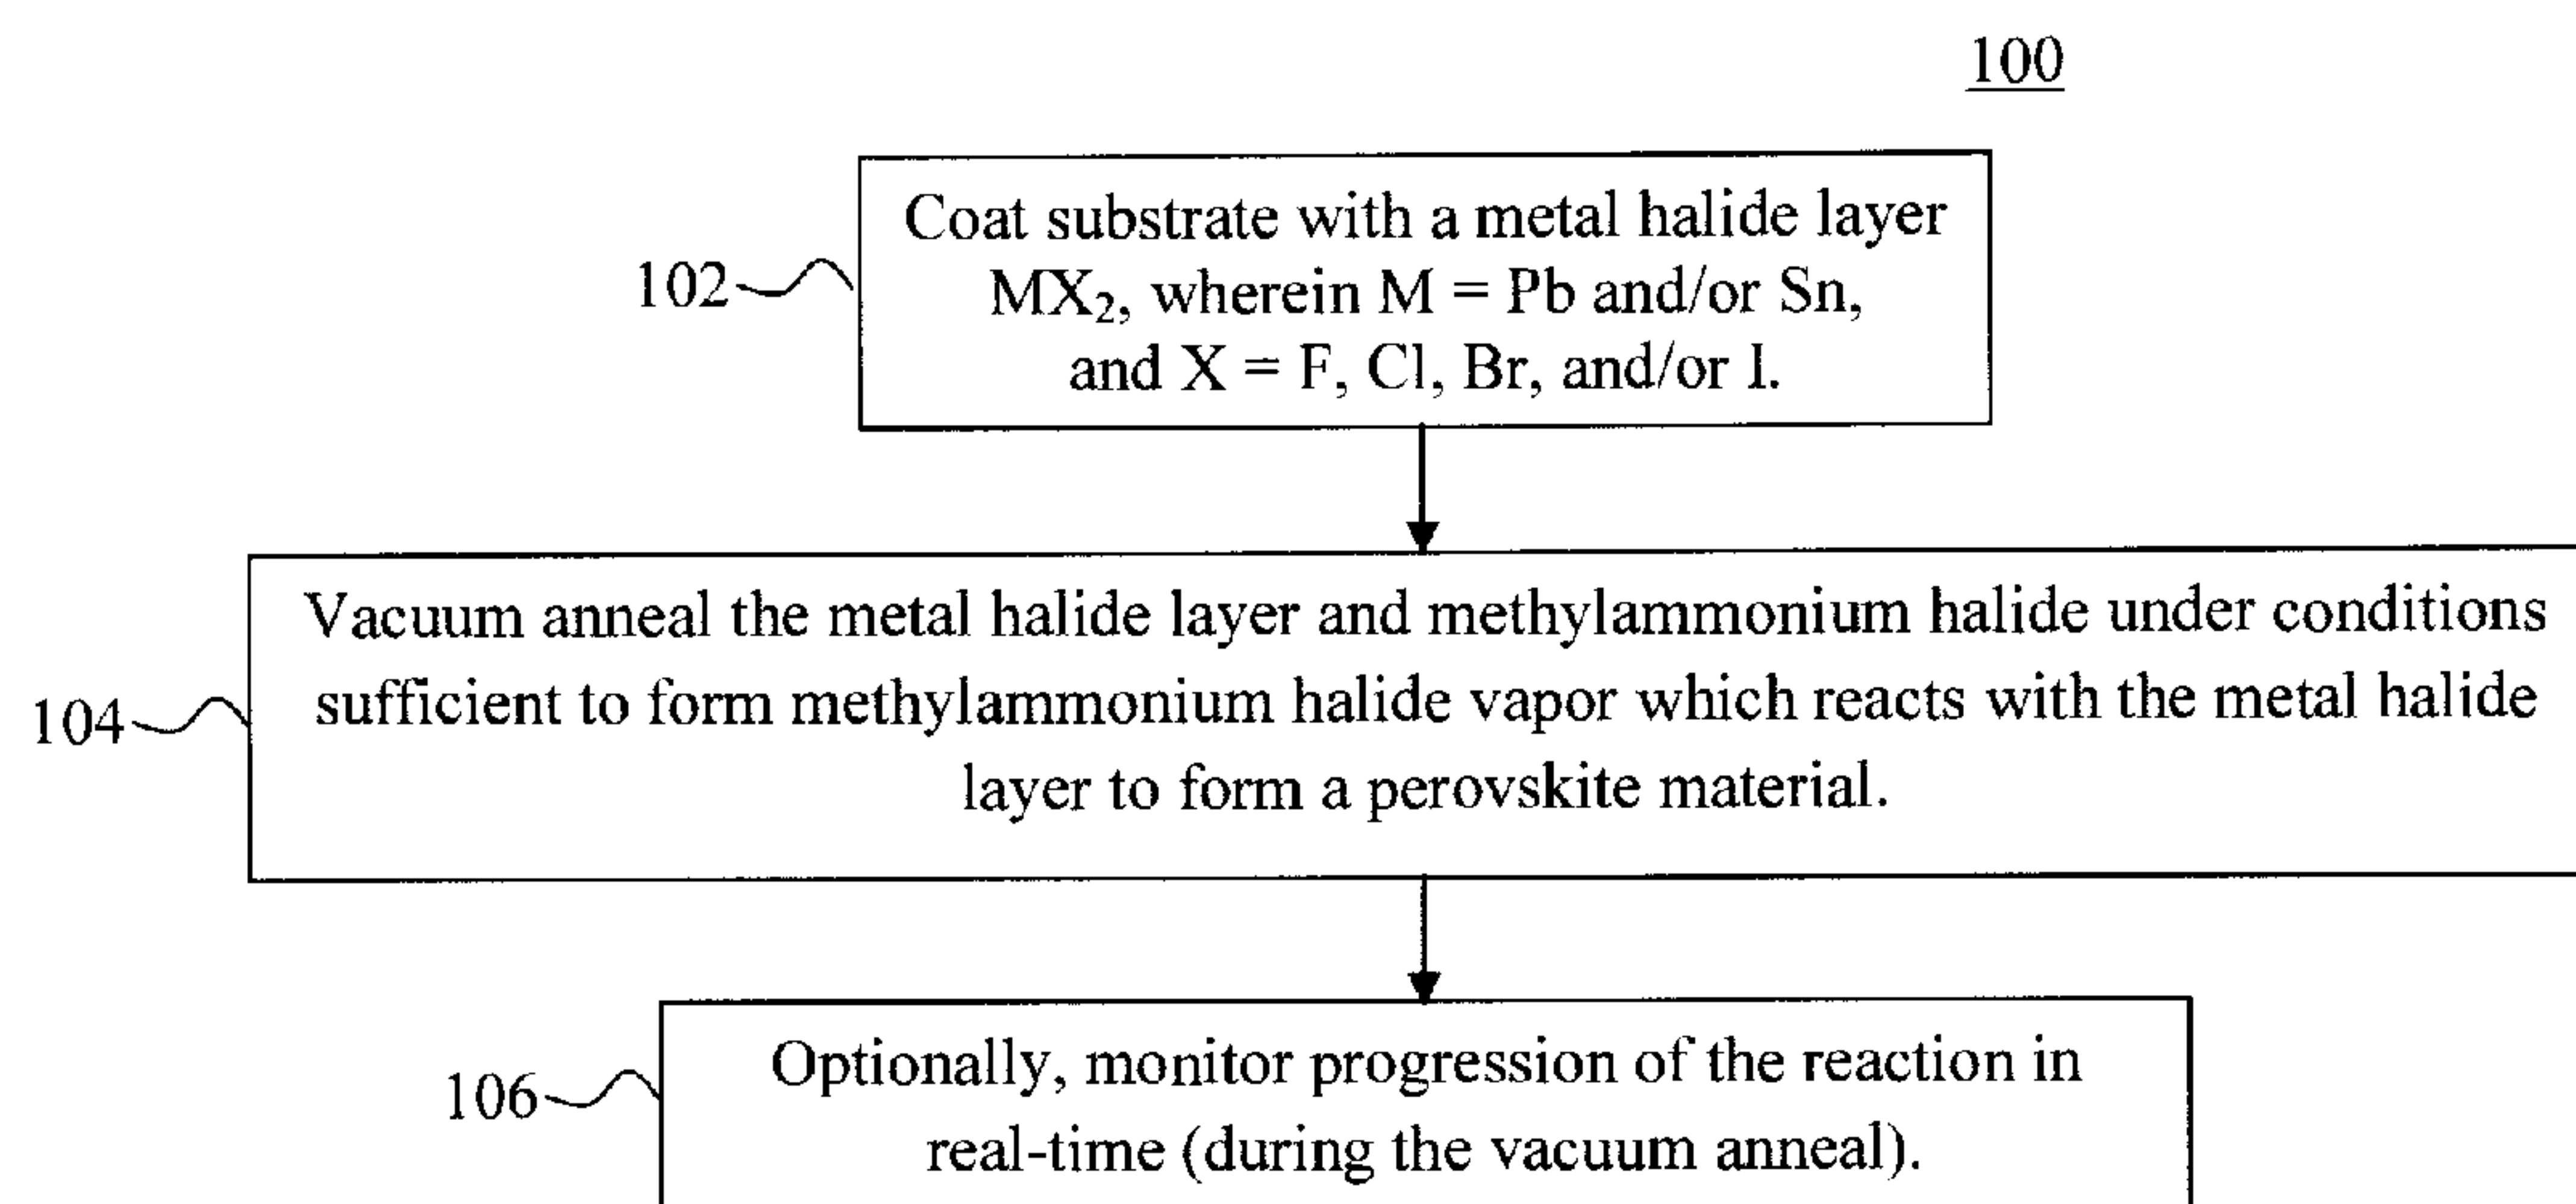 100
Coat substrate with a metal halide layer
102
MX₂, wherein M = Pb and/or Sn,
and X = F, Cl, Br, and/or I.
Vacuum anneal the metal halide layer and methylammonium halide under conditions
104
sufficient to form methylammonium halide vapor which reacts with the metal halide
layer to form a perovskite material.
106
Optionally, monitor progression of the reaction in
real-time (during the vacuum anneal).